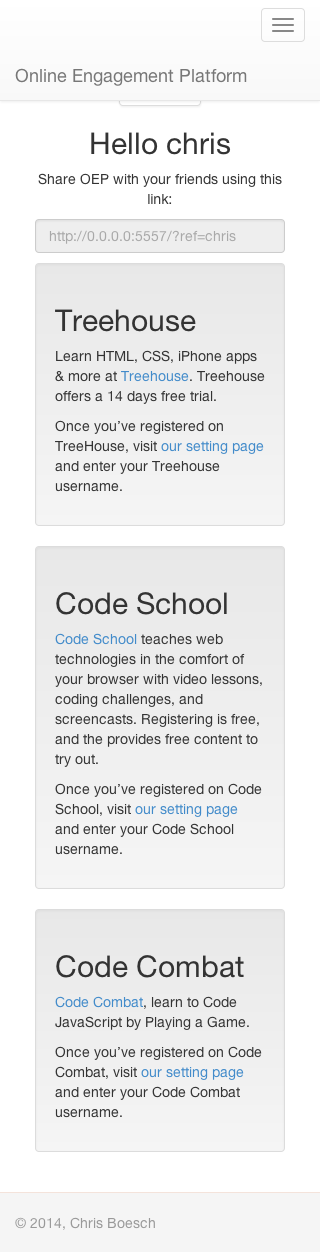 Online Engagement Platform
Hello chris
Share OEP with your friends using this
link:
http://0.0.0.0:5557/?ref=chris
Treehouse
Learn HTML, CSS, iPhone apps
& more at Treehouse. Treehouse
offers a 14 days free trial.
Once you've registered on
TreeHouse, visit our setting page
and enter your Treehouse
username.
Code School
Code School teaches web
technologies in the comfort of
your browser with video lessons,
coding challenges, and
screencasts. Registering is free,
and the provides free content to
try out.
Once you've registered on Code
School, visit our setting page
and enter your Code School
username.
Code Combat
Code Combat, learn to Code
JavaScript by Playing a Game.
Once you've registered on Code
Combat, visit our setting page
and enter your Code Combat
username.
© 2014, Chris Boesch